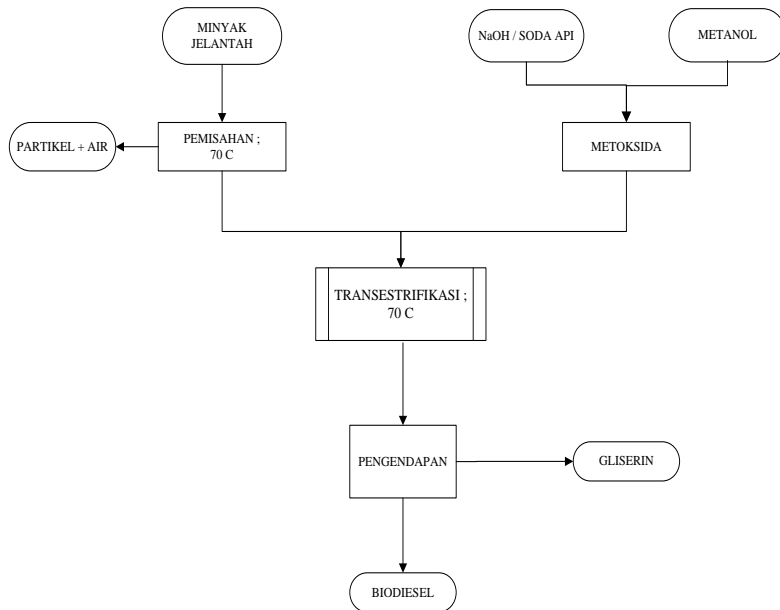 MINYAK
JELANTAH
NaOH / SODA API
METANOL
PARTIKEL + AIR
PEMISAHAN ;
70 C
METOKSIDA
TRANSESTRIFIKASI ;
70 C
PENGENDAPAN
GLISERIN
BIODIESEL